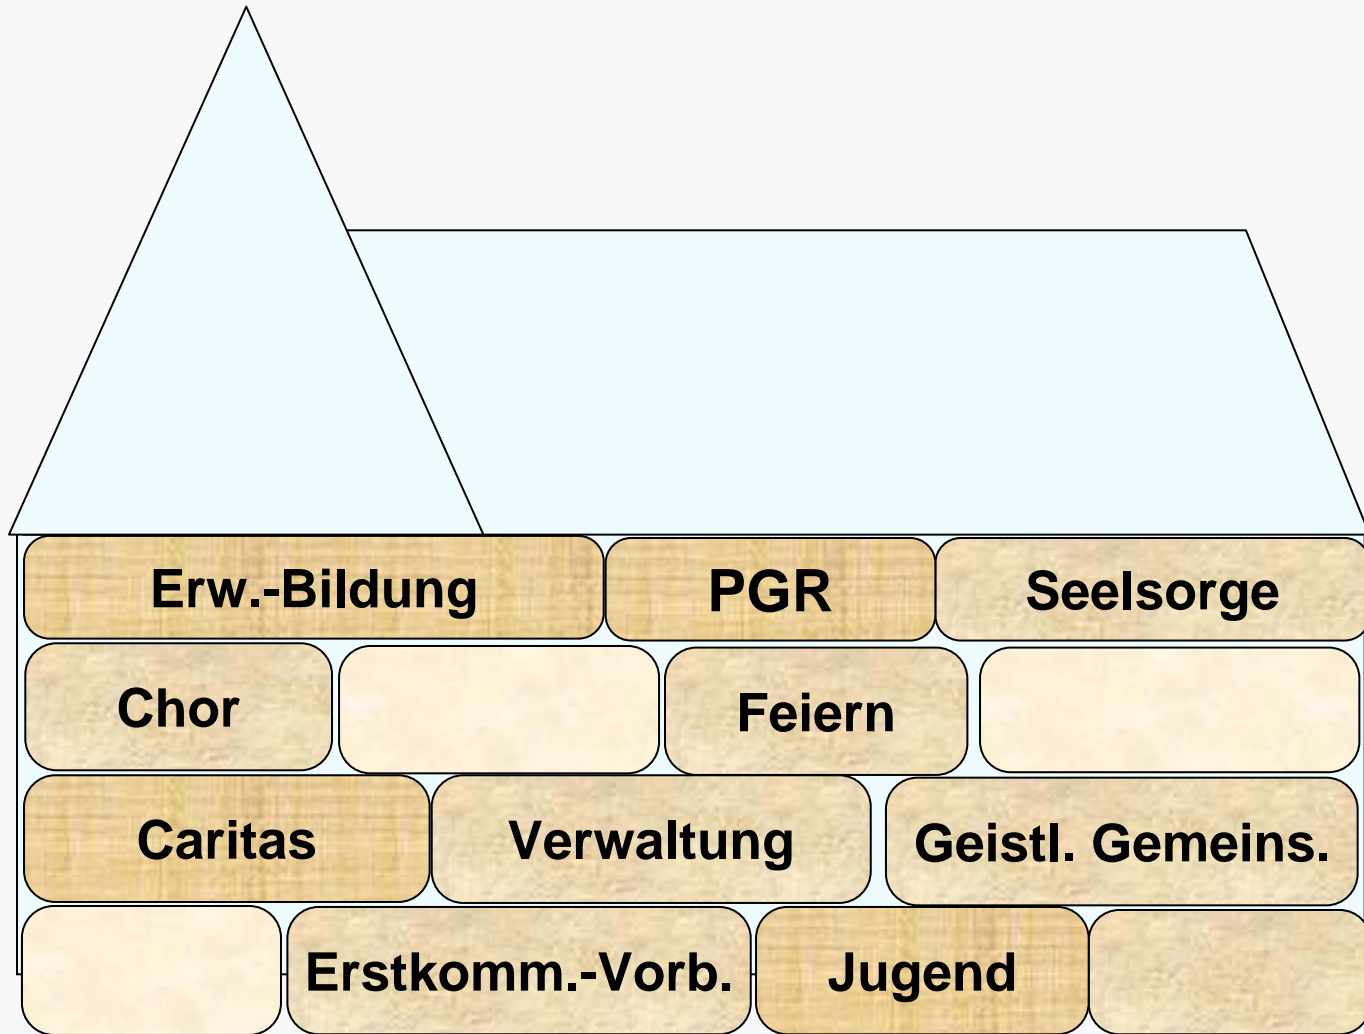 Erw.-Bildung
PGR
Seelsorge
Chor
Feiern
Caritas
Verwaltung
Geistl. Gemeins.
Erstkomm.-Vorb.
Jugend